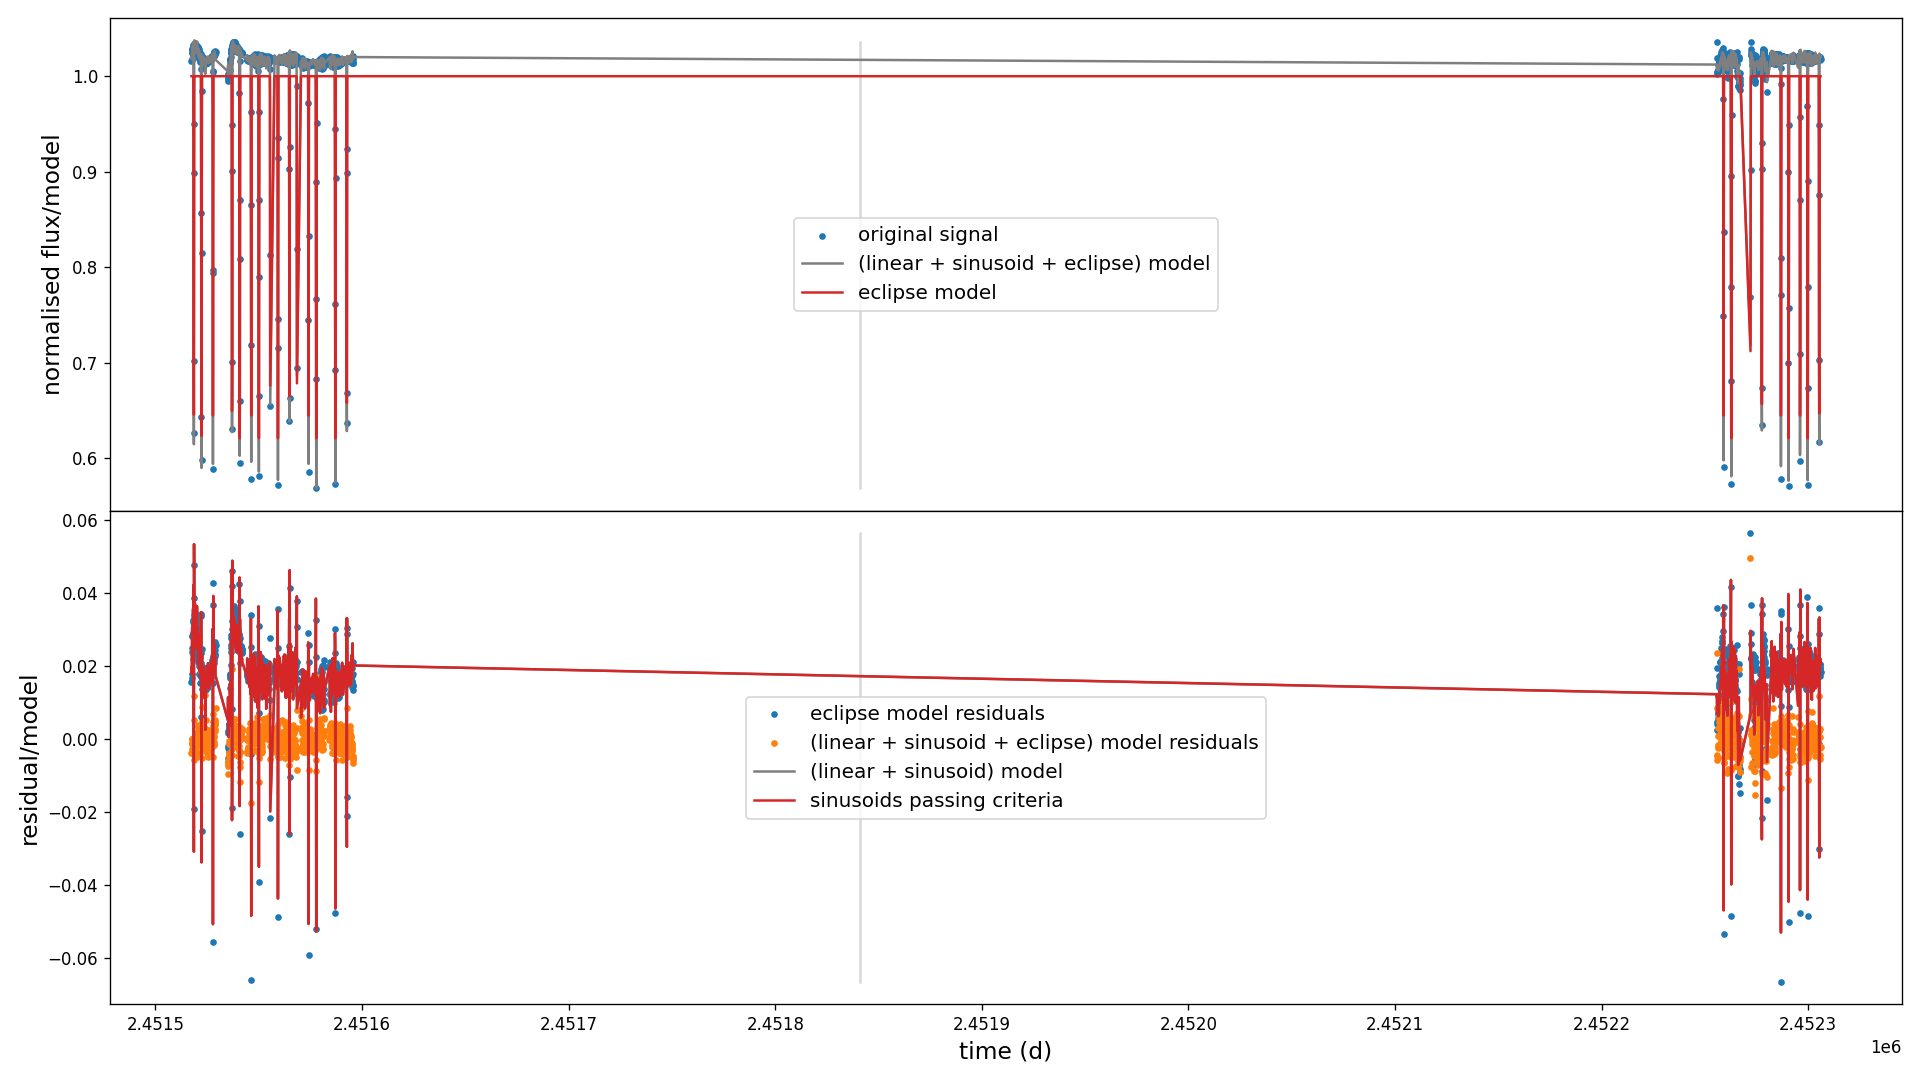 normalised flux/model
1.0
0.9
0.8
0.7
0.6
original signal
(linear + sinusoid + eclipse) model
eclipse model
residual/model
0.06
0.04
0.02
0.00
−0.02
−0.04
−0.06
eclipse model residuals
(linear + sinusoid + eclipse) model residuals
(linear + sinusoid) model
sinusoids passing criteria
2.4515 2.4516 2.4517 2.4518 2.4519 2.4520 2.4521 2.4522 2.4523
1e6
time (d)